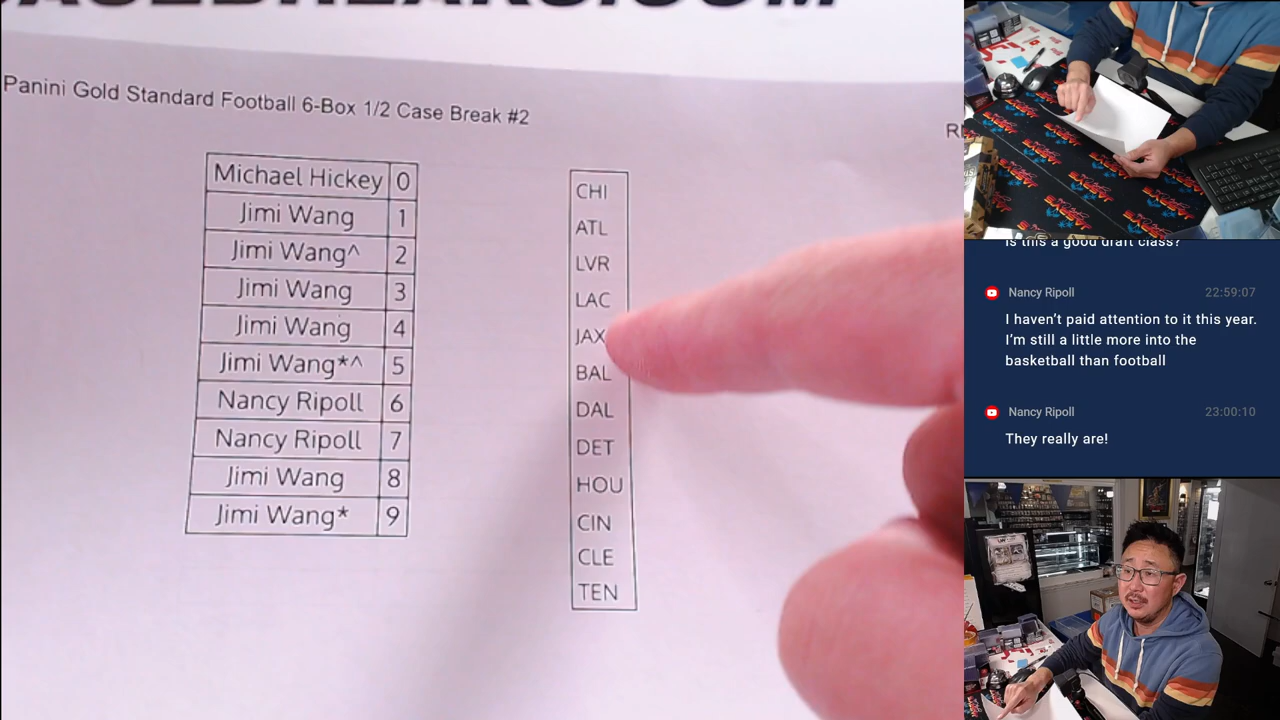 Panini Gold Standard Football 6-Box 1/2 Case Break #2
Michael Hickey 0
Jimi Wang 1
Jimi Wang^ 2
Jimi Wang 3
Jimi Wang 4
Jimi Wang*^ 5
Nancy Ripoll 6
Nancy Ripoll 7
Jimi Wang 8
Jimi Wang* 9
CHI
ATL
LVR
LAC
JAX
BAL
DAL
DET
HOU
CIN
CLE
TEN
Is this a good draft class?
Nancy Ripoll 22:59:07
I haven't paid attention to it this year.
I'm still a little more into the
basketball than football
Nancy Ripoll 23:00:10
They really are!